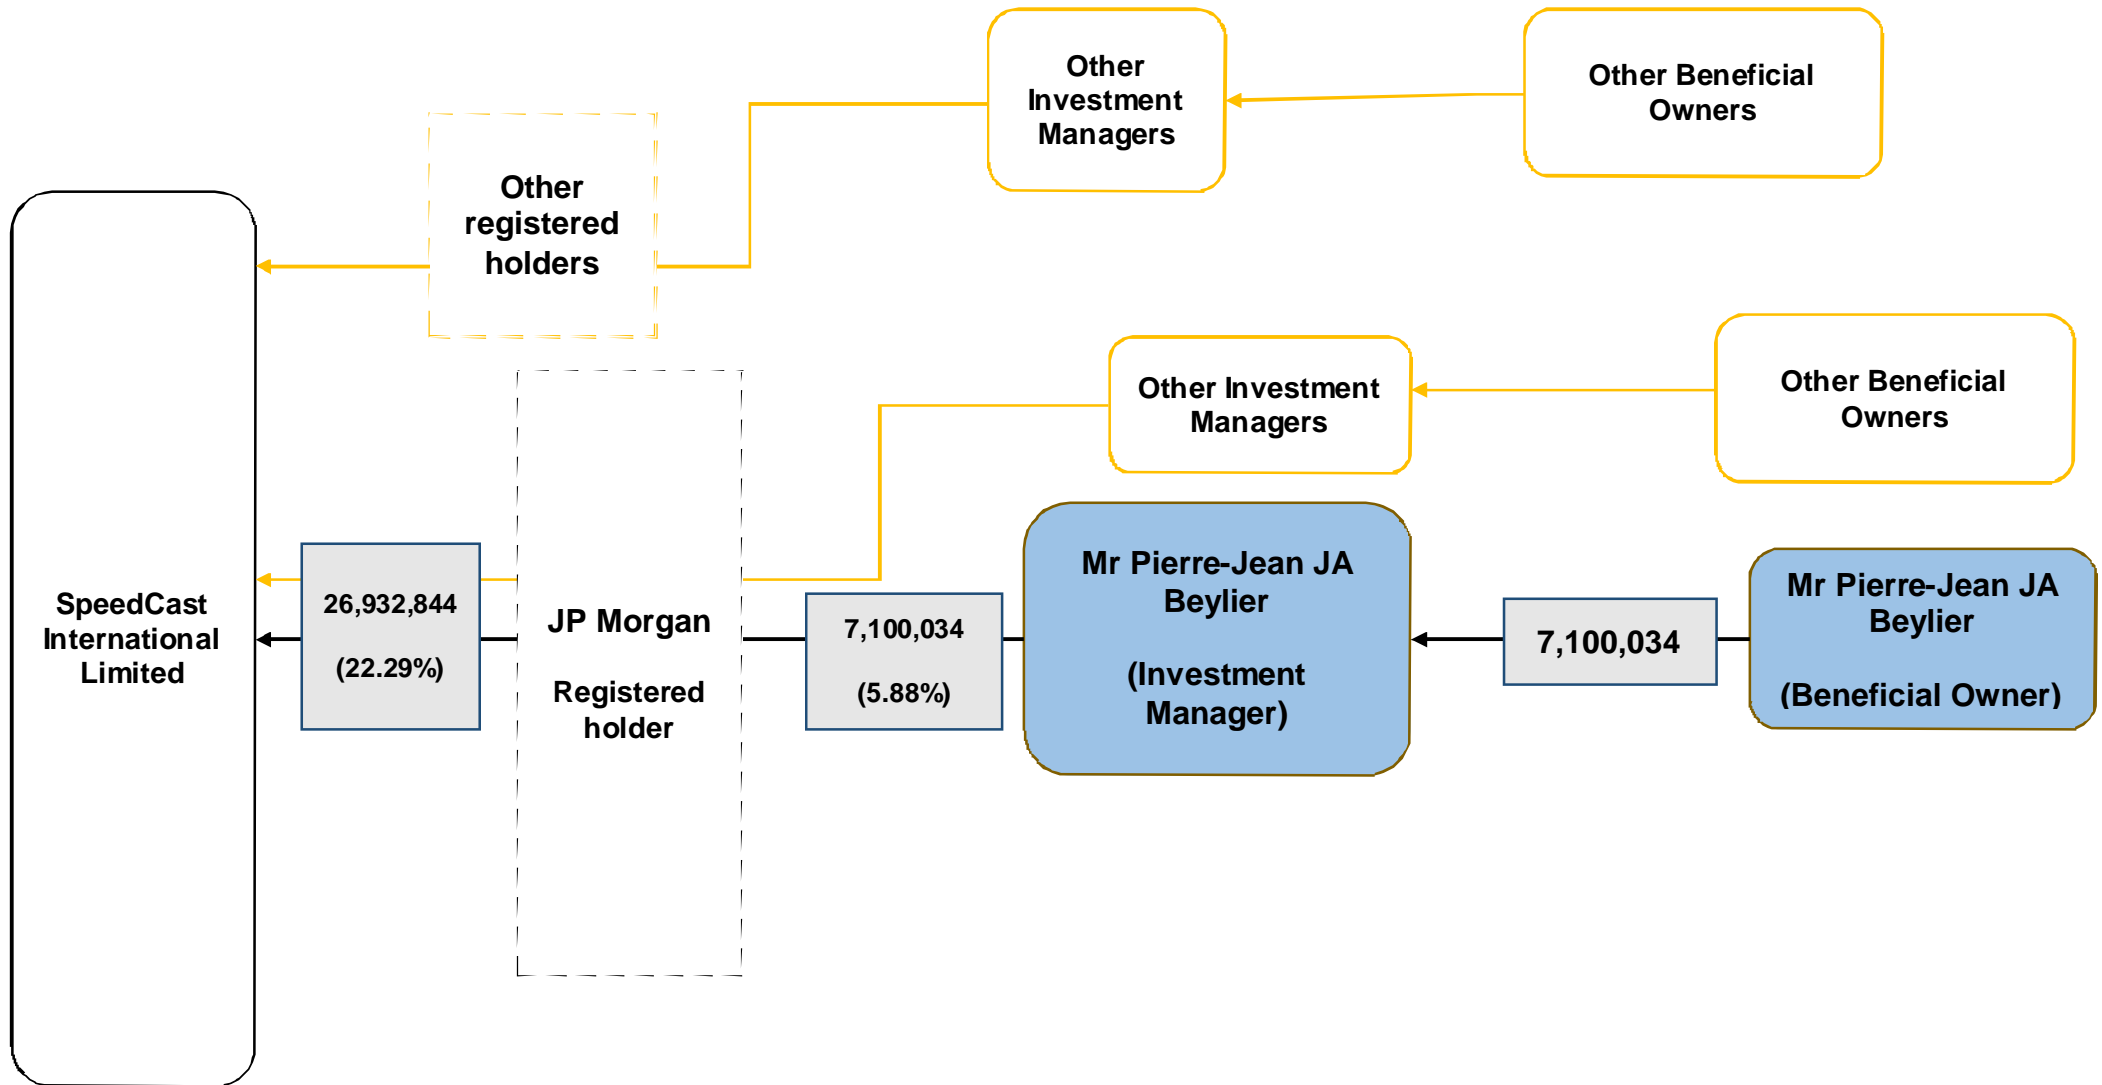 Other
Investment
Managers
Other Beneficial
Owners
Other
registered
holders
Other Investment
Managers
Other Beneficial
Owners
SpeedCast
International
Limited
26,932,844
(22.29%)
JP Morgan
Registered
holder
7,100,034
(5.88%)
Mr Pierre-Jean JA
Beylier
(Investment
Manager)
7,100,034
Mr Pierre-Jean JA
Beylier
(Beneficial Owner)